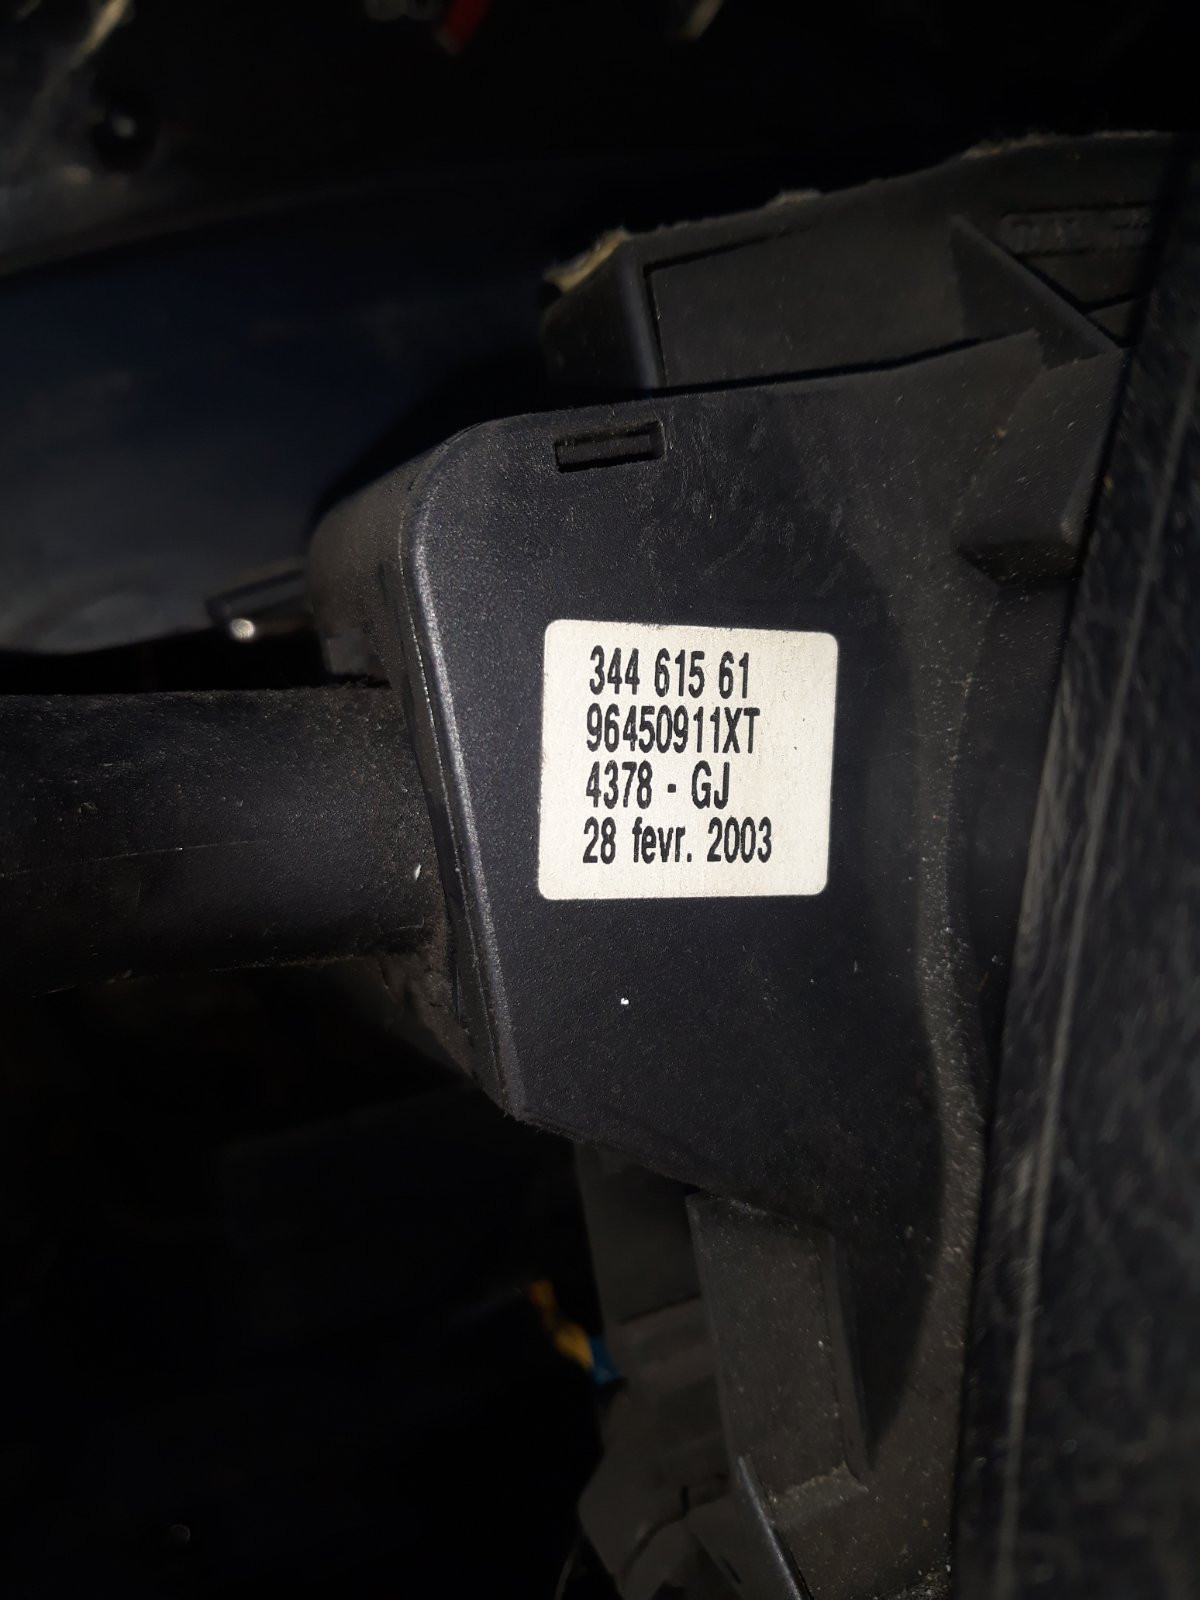 344 615 61
96450911XT
4378 - GJ
28 fevr. 2003